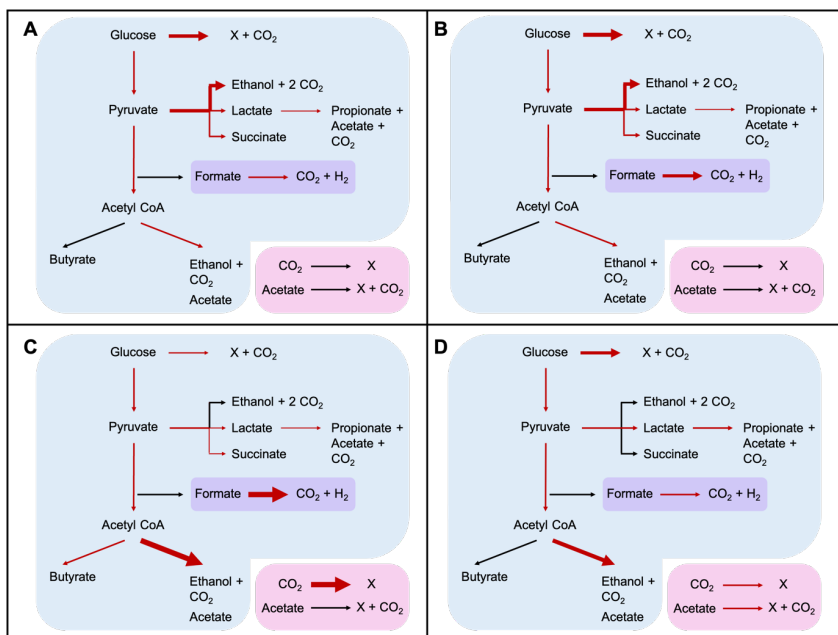 A
Glucose X + CO₂
Ethanol + 2 CO₂
Pyruvate Lactate Propionate +
Acetate +
CO₂
Succinate
Formate CO₂ + H₂
Acetyl CoA
Butyrate
Ethanol +
CO₂
Acetate
CO₂ X
Acetate X + CO₂
B
Glucose X + CO₂
Ethanol + 2 CO₂
Pyruvate Lactate Propionate +
Acetate +
CO₂
Succinate
Formate CO₂ + H₂
Acetyl CoA
Butyrate
Ethanol +
CO₂
Acetate
CO₂ X
Acetate X + CO₂
C
Glucose X + CO₂
Ethanol + 2 CO₂
Pyruvate Lactate Propionate +
Acetate +
CO₂
Succinate
Formate CO₂ + H₂
Acetyl CoA
Butyrate
Ethanol +
CO₂
Acetate
CO₂ X
Acetate X + CO₂
D
Glucose X + CO₂
Ethanol + 2 CO₂
Pyruvate Lactate Propionate +
Acetate +
CO₂
Succinate
Formate CO₂ + H₂
Acetyl CoA
Butyrate
Ethanol +
CO₂
Acetate
CO₂ X
Acetate X + CO₂